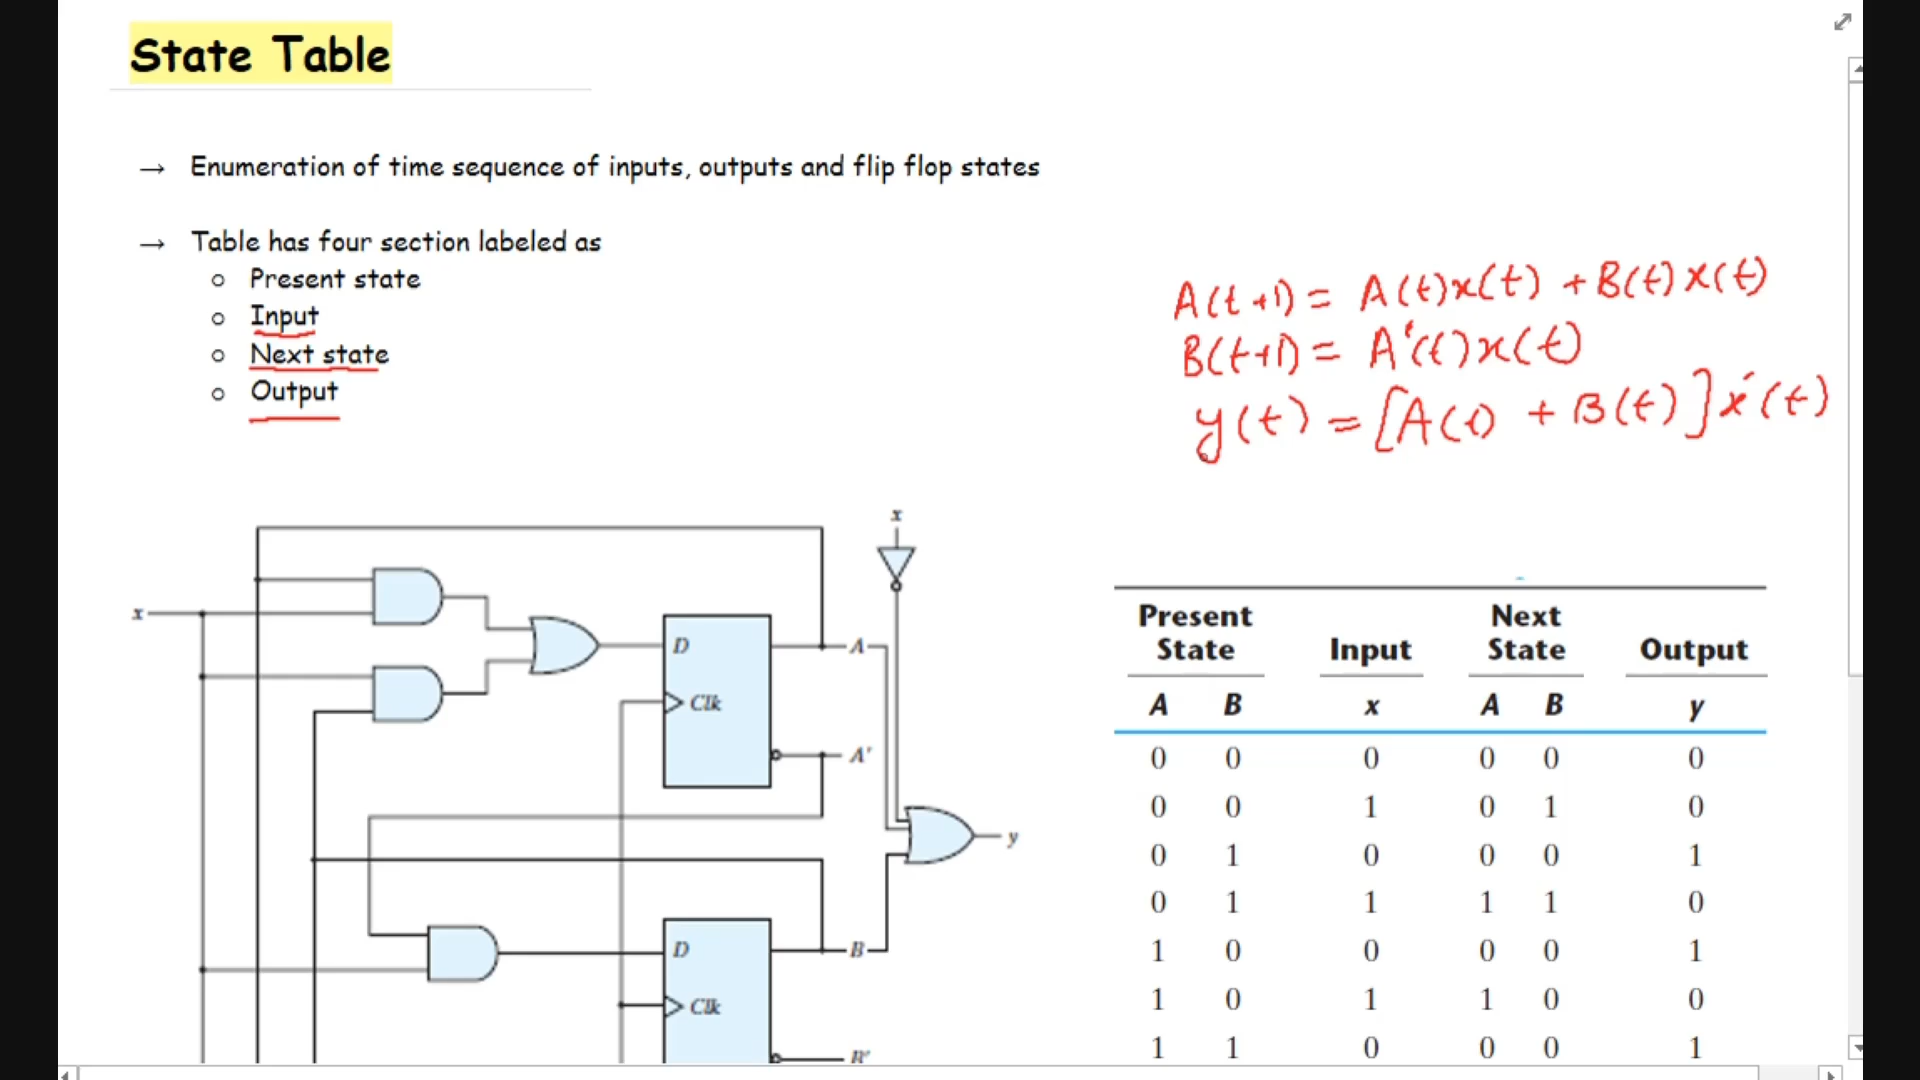 State Table
→ Enumeration of time sequence of inputs, outputs and flip flop states
→ Table has four section labeled as
o Present state
o Input
o Next state
o Output
A(t+1) = A(t)x(t) + B(t)x(t)
B(t+1) = A'(t)x(t)
y(t) = [A(t) + B(t)]x'(t)
x
x
D
A
Clk
A'
y
D
B
Clk
B'
Present State Input Next State Output
A B x A B y
0 0 0 0 0 0
0 0 1 0 1 0
0 1 0 0 0 1
0 1 1 1 1 0
1 0 0 0 0 1
1 0 1 1 0 0
1 1 0 0 0 1